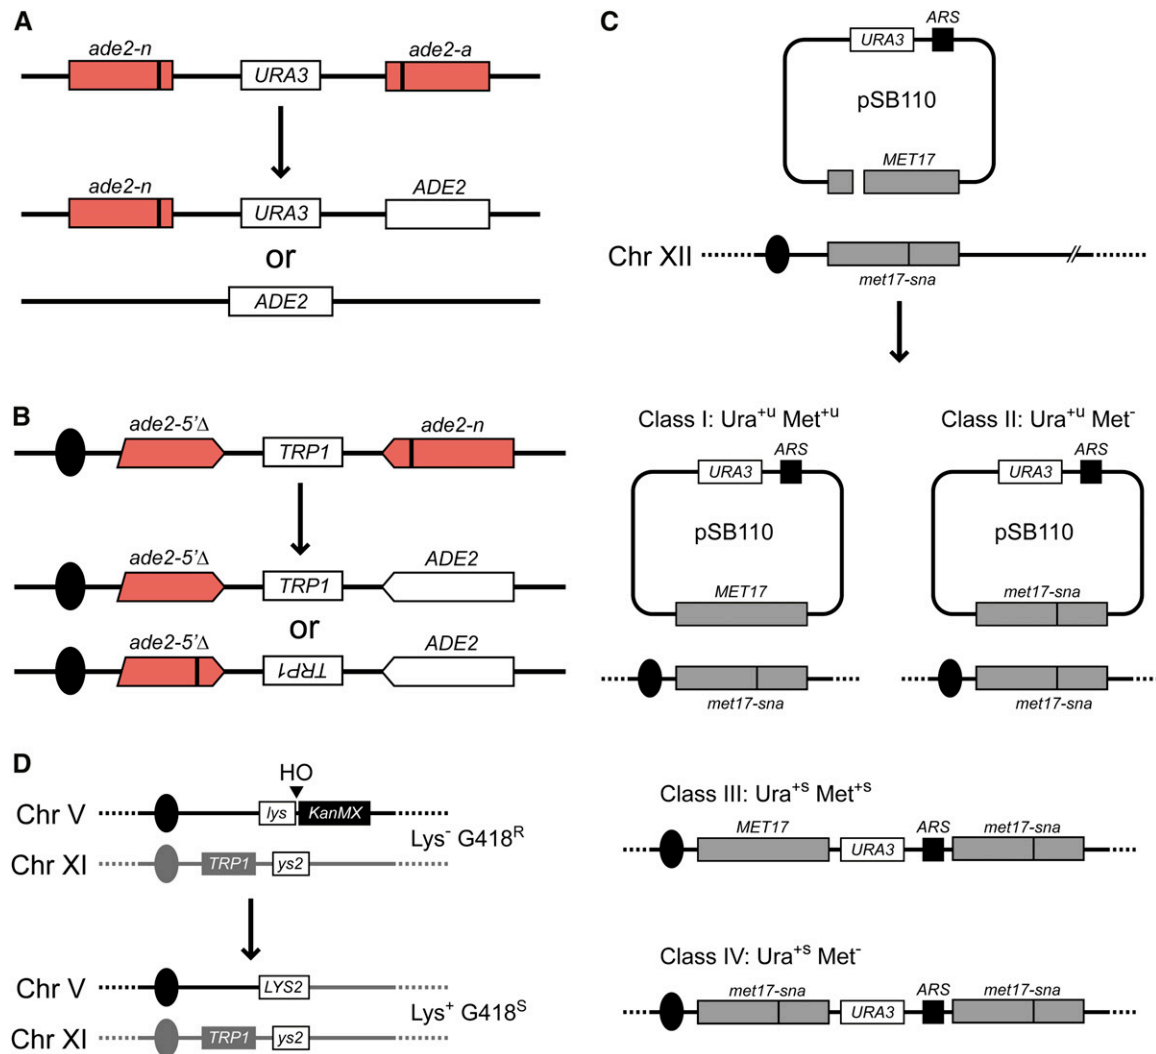 A
ade2-n
ade2-a
URA3
ade2-n
ADE2
URA3
or
ADE2
B
ade2-5'Δ
ade2-n
TRP1
ade2-5'Δ
ADE2
TRP1
or
ade2-5'Δ
ADE2
TRP1
C
ARS
URA3
pSB110
MET17
Chr XII
met17-sna
Class I: Ura+u Met+u
ARS
URA3
pSB110
MET17
met17-sna
Class II: Ura+u Met-
ARS
URA3
pSB110
met17-sna
met17-sna
Class III: Ura+s Met+s
MET17
ARS
met17-sna
URA3
Class IV: Ura+s Met-
met17-sna
ARS
met17-sna
URA3
D
HO
Chr V
lys
KanMX
Lys- G418R
Chr XI
TRP1
ys2
Chr V
LYS2
Lys+ G418S
Chr XI
TRP1
ys2